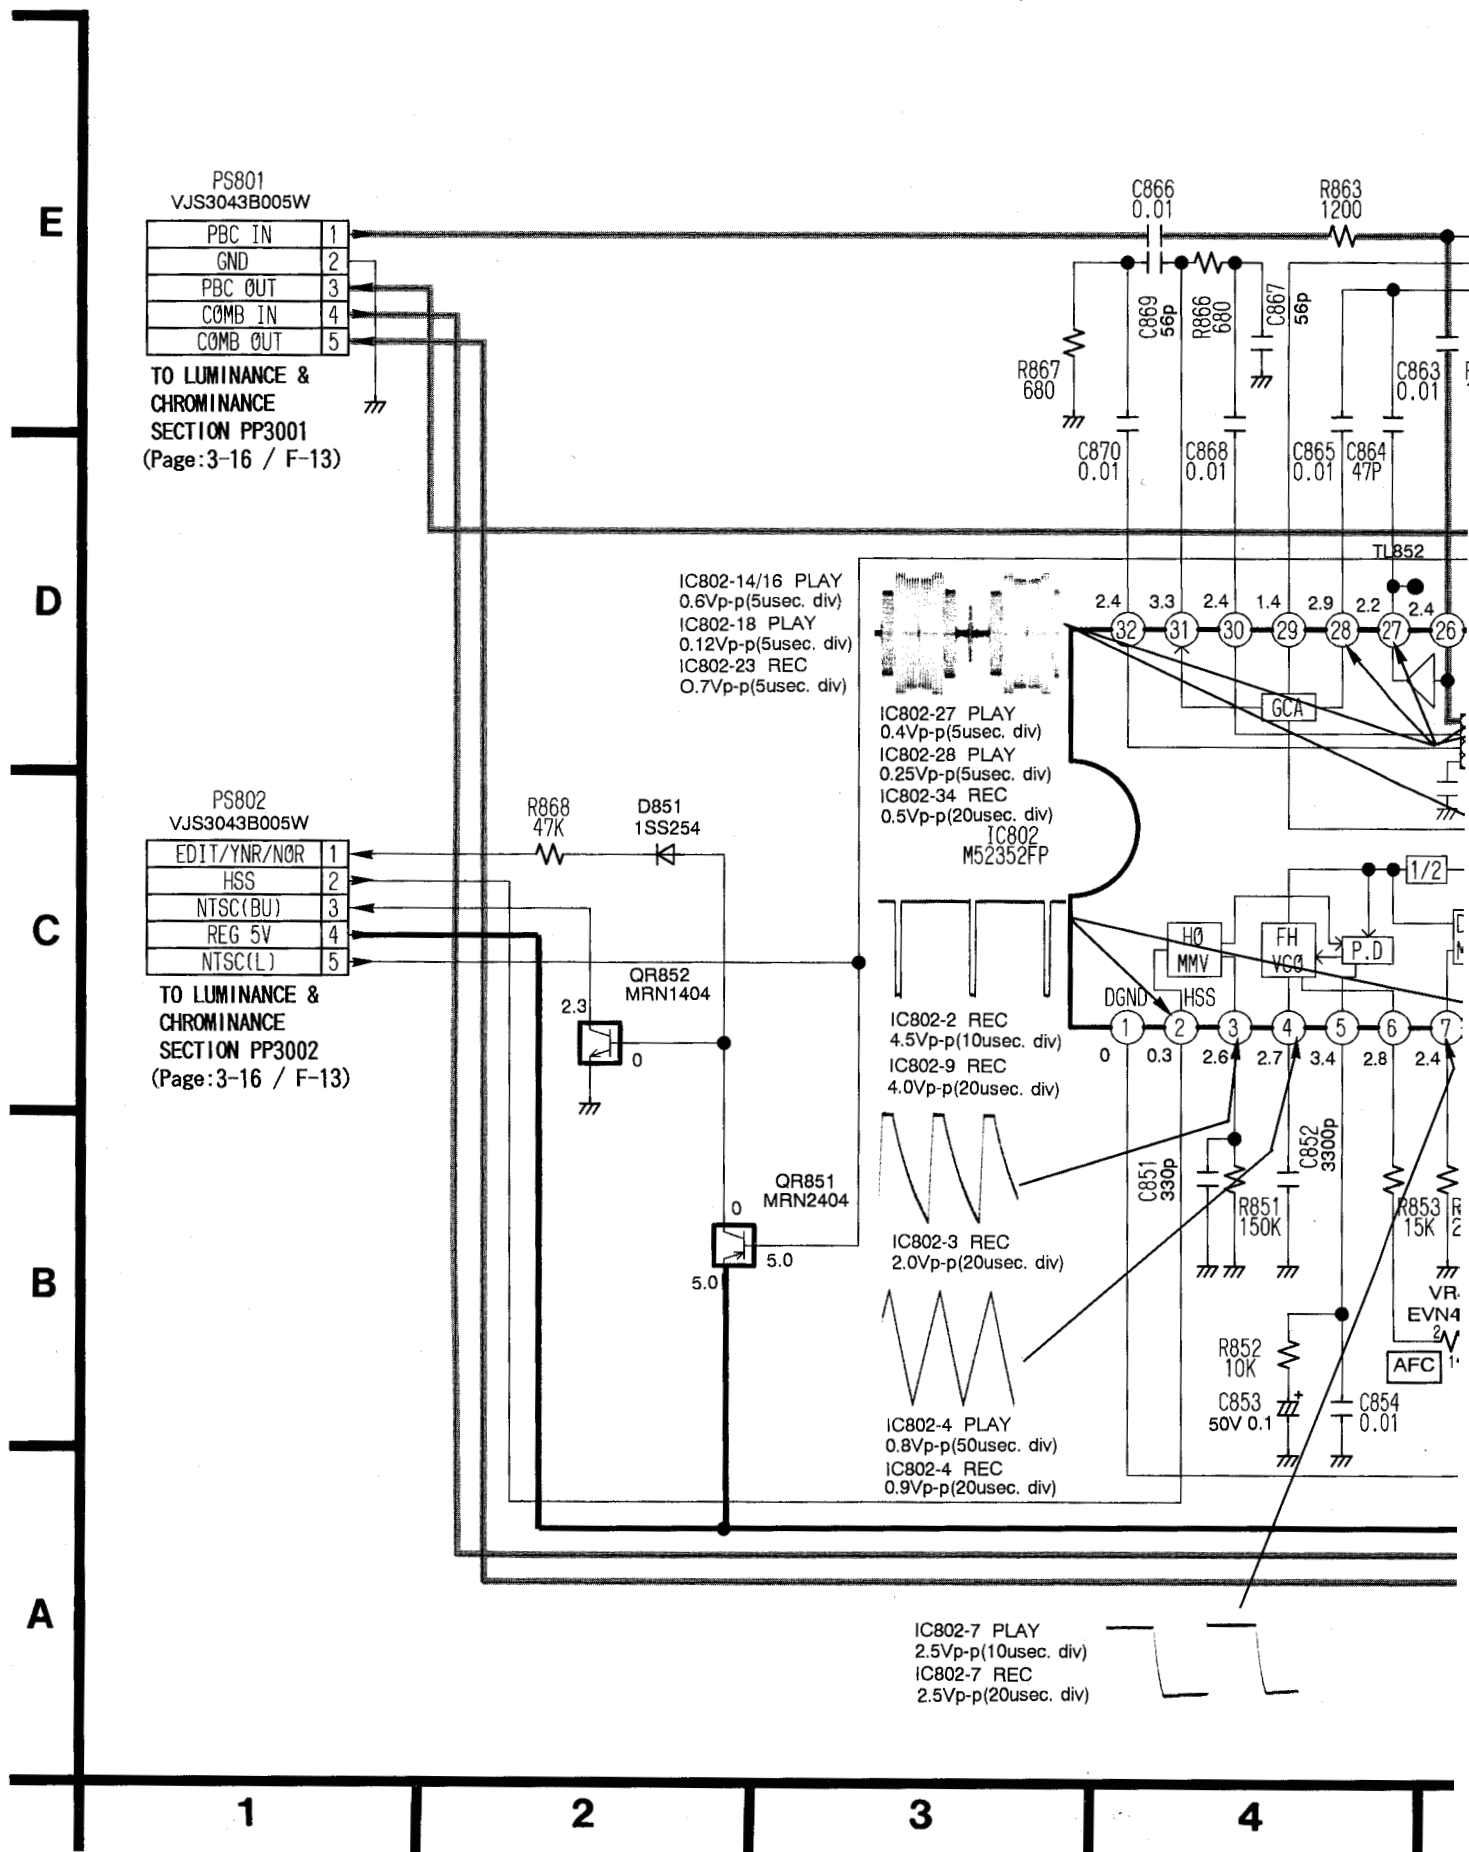 E
D
C
B
A
1
2
3
4
PS801
VJS3043B005W
PBC IN 1
GND 2
PBC OUT 3
COMB IN 4
COMB OUT 5
TO LUMINANCE &
CHROMINANCE
SECTION PP3001
(Page:3-16 / F-13)
C866
0.01
R863
1200
C869
56p
R866
680
C867
56p
R867
680
C863
0.01
C870
0.01
C868
0.01
C865
0.01
C864
47P
TL852
IC802-14/16 PLAY
0.6Vp-p(5usec. div)
IC802-18 PLAY
0.12Vp-p(5usec. div)
IC802-23 REC
0.7Vp-p(5usec. div)
2.4
3.3
2.4
1.4
2.9
2.2
2.4
32
31
30
29
28
27
26
GCA
IC802-27 PLAY
0.4Vp-p(5usec. div)
IC802-28 PLAY
0.25Vp-p(5usec. div)
IC802-34 REC
0.5Vp-p(20usec. div)
IC802
M52352FP
PS802
VJS3043B005W
EDIT/YNR/NOR 1
HSS 2
NTSC(BU) 3
REG 5V 4
NTSC(L) 5
TO LUMINANCE &
CHROMINANCE
SECTION PP3002
(Page:3-16 / F-13)
R868
47K
D851
1SS254
QR852
MRN1404
2.3
0
QR851
MRN2404
0
5.0
5.0
1/2
HØ
MMV
FH
VCO
P.D
DGND
HSS
1
2
3
4
5
6
7
0
0.3
2.6
2.7
3.4
2.8
2.4
IC802-2 REC
4.5Vp-p(10usec. div)
IC802-9 REC
4.0Vp-p(20usec. div)
C851
330p
R851
150K
C852
3300p
R853
15K
IC802-3 REC
2.0Vp-p(20usec. div)
VR
EVN4
2
1
AFC
R852
10K
C853
50V 0.1
+
C854
0.01
IC802-4 PLAY
0.8Vp-p(50usec. div)
IC802-4 REC
0.9Vp-p(20usec. div)
IC802-7 PLAY
2.5Vp-p(10usec. div)
IC802-7 REC
2.5Vp-p(20usec. div)